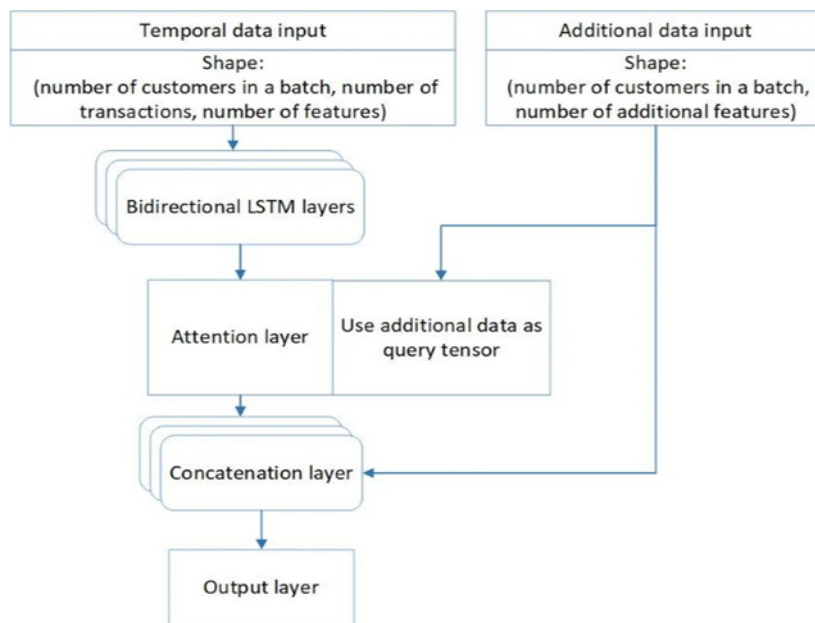 Temporal data input
Shape:
(number of customers in a batch, number of
transactions, number of features)
Additional data input
Shape:
(number of customers in a batch,
number of additional features)
Bidirectional LSTM layers
Attention layer
Use additional data as
query tensor
Concatenation layer
Output layer